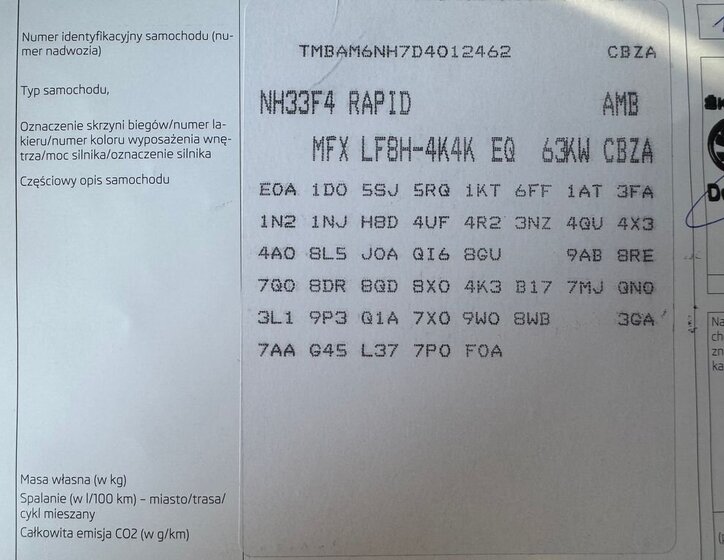 Numer identyfikacyjny samochodu (nu-
mer nadwozia)
TMBAM6NH7D4012462 CBZA
Typ samochodu,
NH33F4 RAPID AMB
Oznaczenie skrzyni biegów/numer la-
kieru/numer koloru wyposażenia wnę-
trza/moc silnika/oznaczenie silnika
MFX LF8H-4K4K EQ 63KW CBZA
Częściowy opis samochodu
E0A 1D0 5SJ 5RQ 1KT 6FF 1AT 3FA
1N2 1NJ H8D 4UF 4R2 3NZ 4QU 4X3
4A0 8L5 J0A QI6 8GU 9AB 8RE
7Q0 8DR 8QD 8X0 4K3 B17 7MJ QN0
3L1 9P3 Q1A 7X0 9W0 8WB 3GA
7AA G45 L37 7P0 F0A
Masa własna (w kg)
Spalanie (w l/100 km) – miasto/trasa/
cykl mieszany
Całkowita emisja CO2 (w g/km)